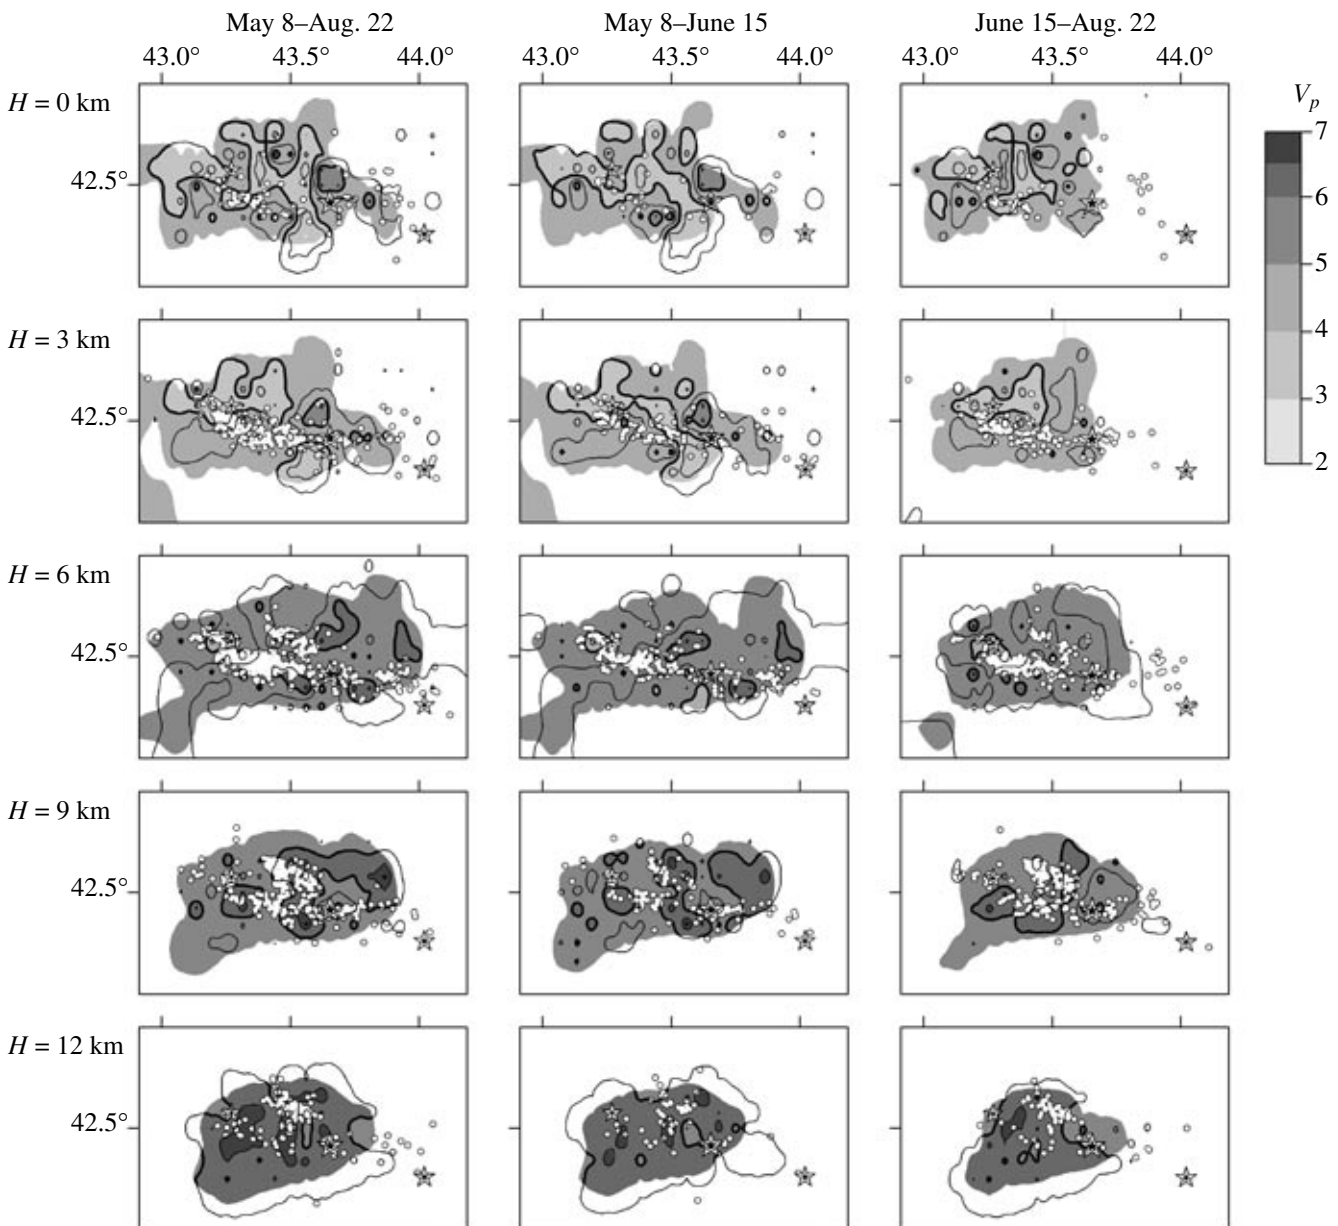 May 8–Aug. 22 May 8–June 15 June 15–Aug. 22
43.0° 43.5° 44.0° 43.0° 43.5° 44.0° 43.0° 43.5° 44.0°
H = 0 km
42.5°
V_p
7
6
5
4
3
2
H = 3 km
42.5°
H = 6 km
42.5°
H = 9 km
42.5°
H = 12 km
42.5°